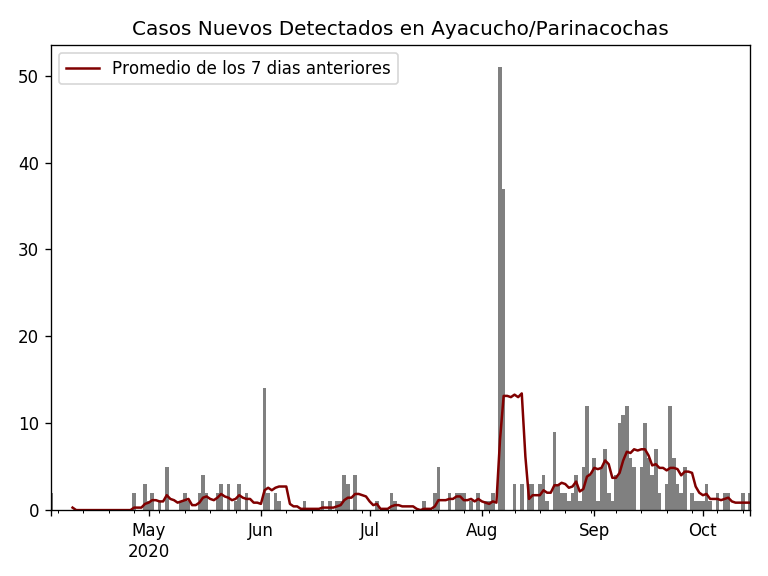 Casos Nuevos Detectados en Ayacucho/Parinacochas
Promedio de los 7 dias anteriores
50
40
30
20
10
0
May Jun Jul Aug Sep Oct
2020